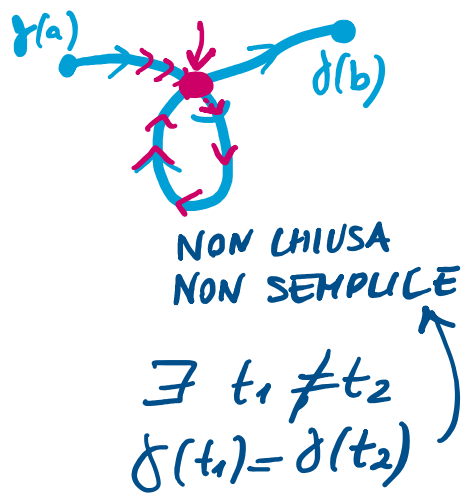 γ(a)
γ(b)
NON CHIUSA
NON SEMPLICE
∃ t₁ ≠ t₂
γ(t₁) = γ(t₂)